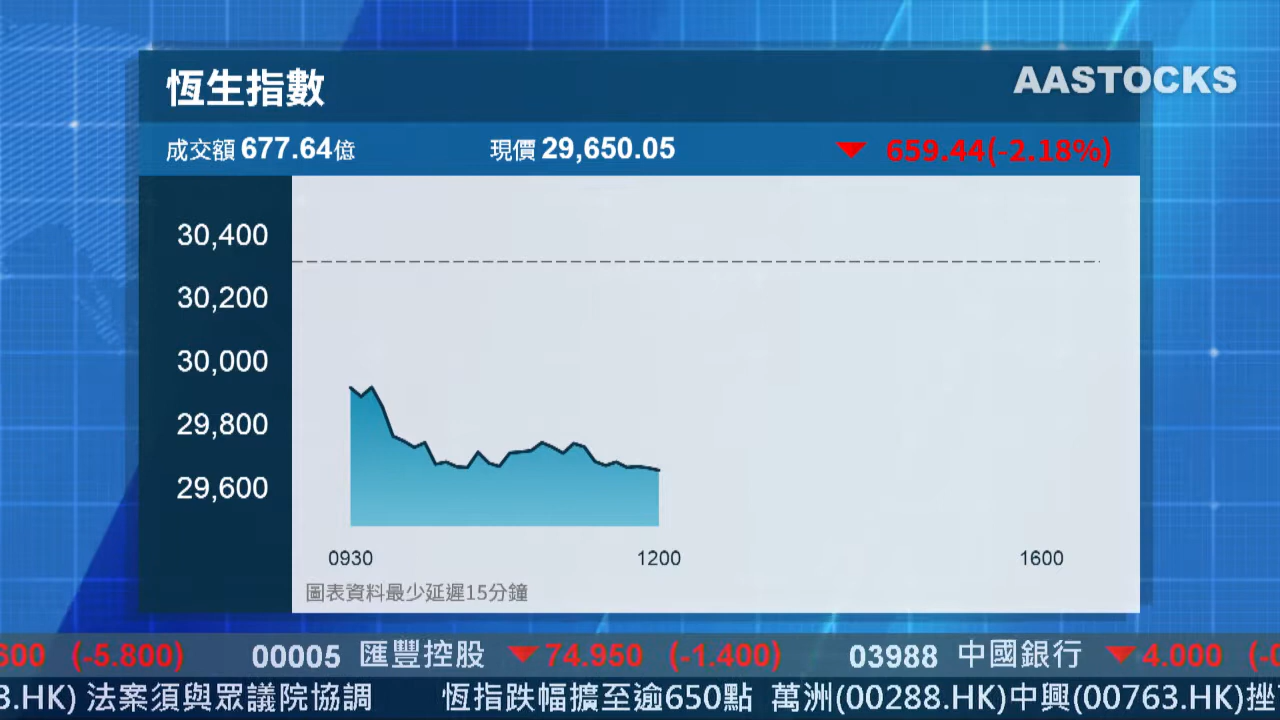 恆生指數
AASTOCKS
成交額 677.64億 現價 29,650.05 659.44(-2.18%)
30,400
30,200
30,000
29,800
29,600
0930 1200 1600
圖表資料最少延遲15分鐘
600 (-5.800) 00005 匯豐控股 74.950 (-1.400) 03988 中國銀行 4.000 (-0
3.HK) 法案須與眾議院協調 恆指跌幅擴至逾650點 萬洲(00288.HK)中興(00763.HK)挫